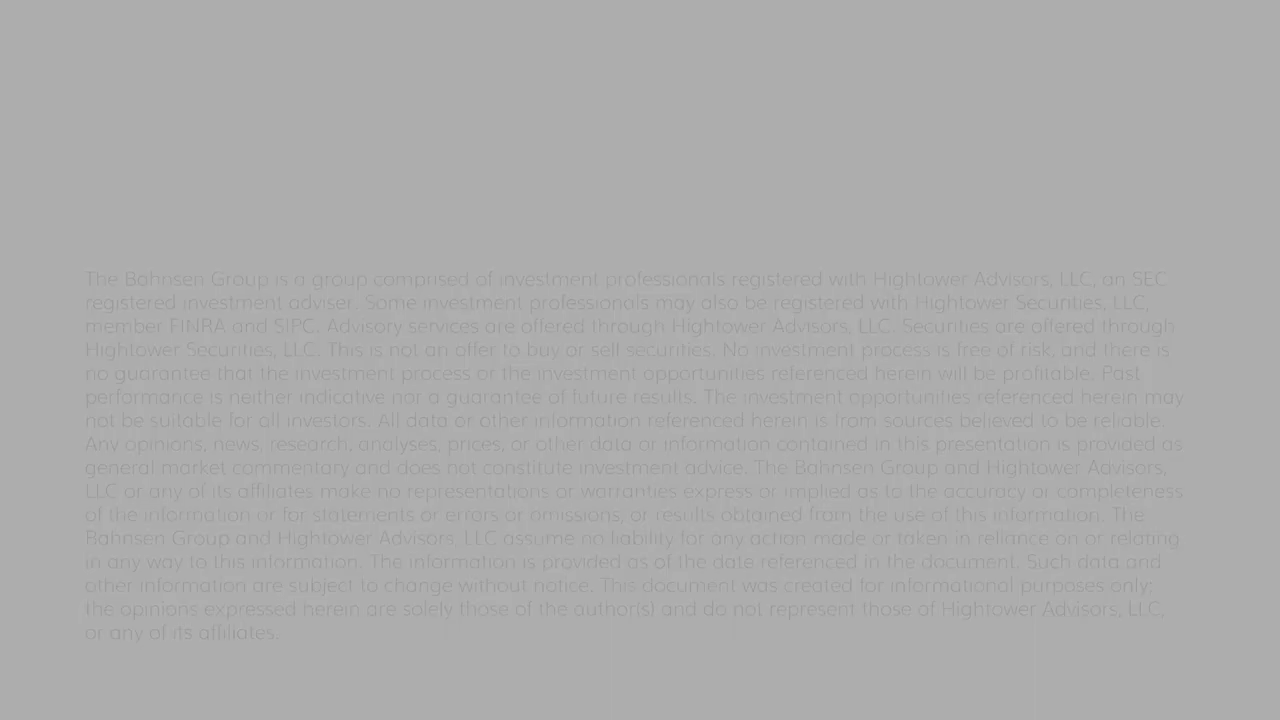 The Bahnsen Group is a group comprised of investment professionals registered with Hightower Advisors, LLC, an SEC
registered investment adviser. Some investment professionals may also be registered with Hightower Securities, LLC,
member FINRA and SIPC. Advisory services are offered through Hightower Advisors, LLC. Securities are offered through
Hightower Securities, LLC. This is not an offer to buy or sell securities. No investment process is free of risk, and there is
no guarantee that the investment process or the investment opportunities referenced herein will be profitable. Past
performance is neither indicative nor a guarantee of future results. The investment opportunities referenced herein may
not be suitable for all investors. All data or other information referenced herein is from sources believed to be reliable.
Any opinions, news, research, analyses, prices, or other data or information contained in this presentation is provided as
general market commentary and does not constitute investment advice. The Bahnsen Group and Hightower Advisors,
LLC or any of its affiliates make no representations or warranties express or implied as to the accuracy or completeness
of the information or for statements or errors or omissions, or results obtained from the use of this information. The
Bahnsen Group and Hightower Advisors, LLC assume no liability for any action made or taken in reliance on or relating
in any way to this information. The information is provided as of the date referenced in the document. Such data and
other information are subject to change without notice. This document was created for informational purposes only;
the opinions expressed herein are solely those of the author(s) and do not represent those of Hightower Advisors, LLC,
or any of its affiliates.